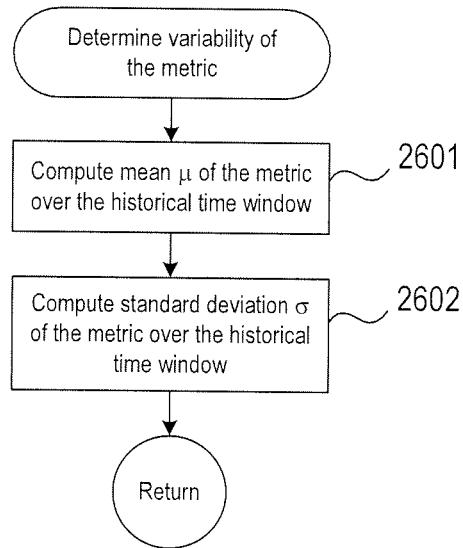 Determine variability of
the metric
Compute mean μ of the metric
over the historical time window
2601
Compute standard deviation σ
of the metric over the historical
time window
2602
Return